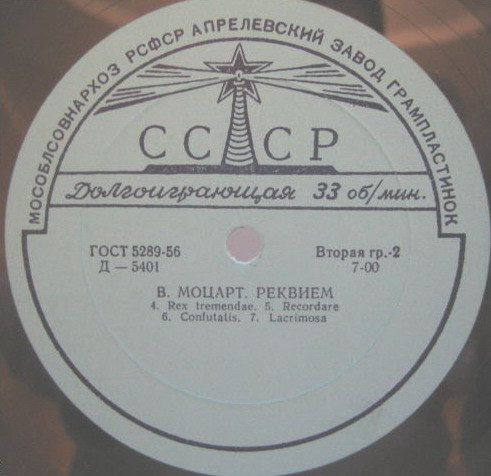 МОСОБЛСОВНАРХОЗ РСФСР АПРЕЛЕВСКИЙ ЗАВОД ГРАМПЛАСТИНОК
СССР
Долгоиграющая 33 об/мин.
ГОСТ 5289-56 Вторая гр.-2
Д — 5401 7-00
В. МОЦАРТ. РЕКВИЕМ
4. Rex tremendae. 5. Recordare
6. Confutalis. 7. Lacrimosa